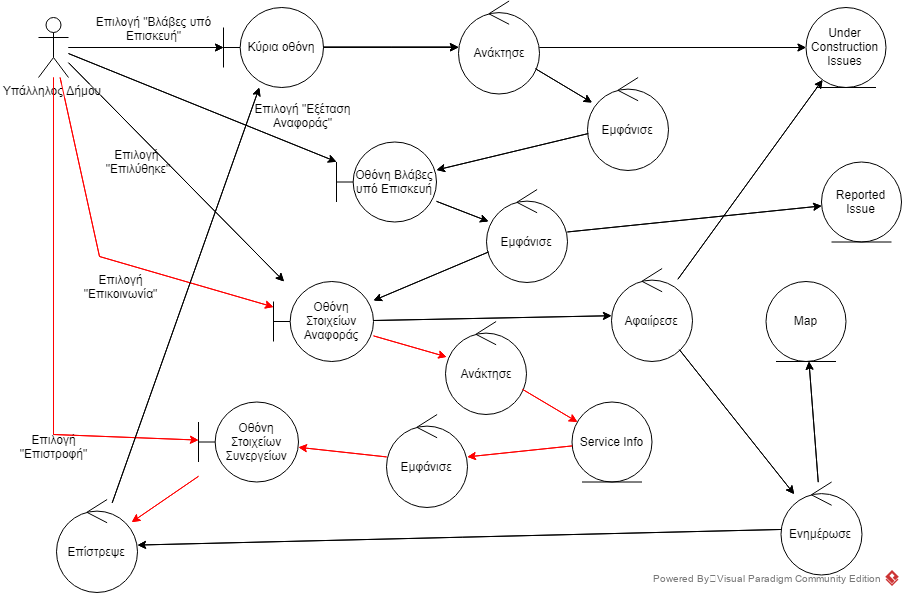 Επιλογή "Βλάβες υπό
Επισκευή"
Κύρια οθόνη
Ανάκτησε
Under
Construction
Issues
Υπάλληλος Δήμου
Επιλογή "Εξέταση
Αναφοράς"
Εμφάνισε
Επιλογή
"Επιλύθηκε"
Οθόνη Βλάβες
υπό Επισκευή
Reported
Issue
Εμφάνισε
Επιλογή
"Επικοινωνία"
Οθόνη
Στοιχείων
Αναφοράς
Αφαιρεσε
Map
Ανάκτησε
Επιλογή
"Επιστροφή"
Οθόνη
Στοιχείων
Συνεργείων
Εμφάνισε
Service Info
Ενημέρωσε
Επίστρεψε
Powered By Visual Paradigm Community Edition